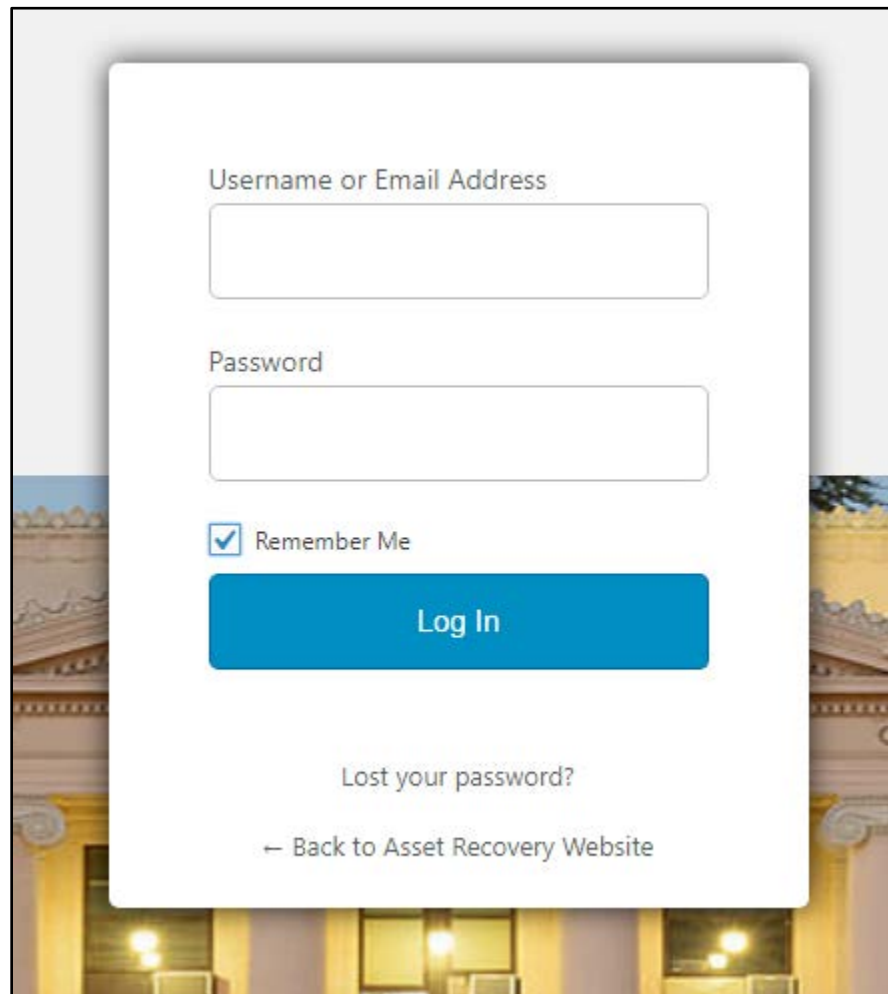 Username or Email Address
Password
Remember Me
Log In
Lost your password?
← Back to Asset Recovery Website